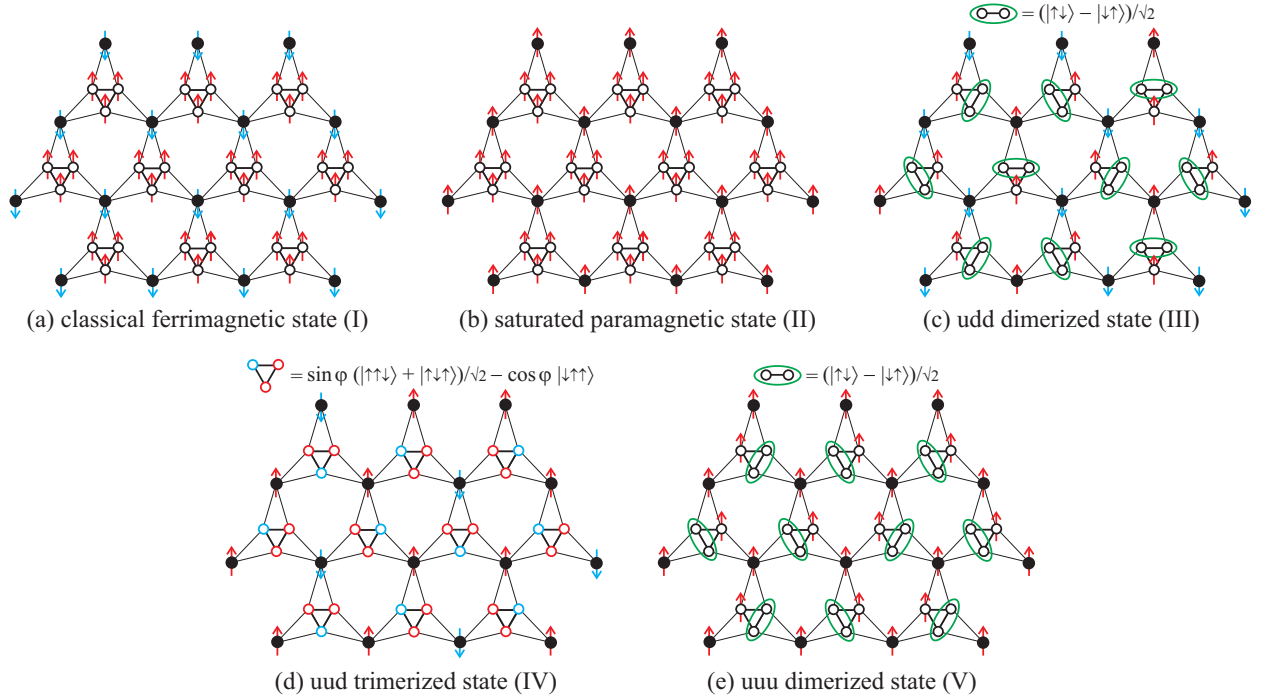 = (|↑↓⟩ − |↓↑⟩)/√2
(a) classical ferrimagnetic state (I)
(b) saturated paramagnetic state (II)
(c) udd dimerized state (III)
= sin φ (|↑↑↓⟩ + |↑↓↑⟩)/√2 − cos φ |↓↑↑⟩
= (|↑↓⟩ − |↓↑⟩)/√2
(d) uud trimerized state (IV)
(e) uuu dimerized state (V)